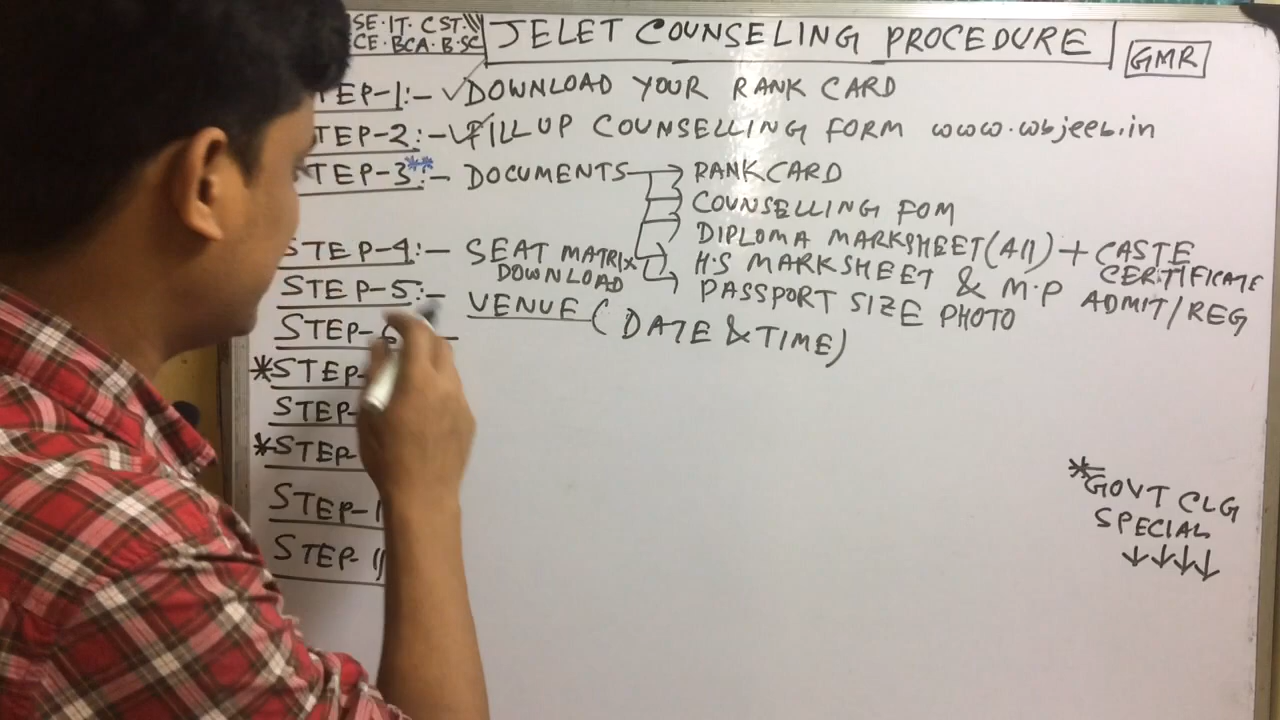 SE·IT·CST·\\\ JELET COUNSELING PROCEDURE
CE·BCA·B·SC
GMR
TEP-1:- ✓DOWNLOAD YOUR RANK CARD
TEP-2:- ✓FILL UP COUNSELLING FORM www.wbjeeb.in
TEP-3**:- DOCUMENTS → RANK CARD
COUNSELLING FOM
DIPLOMA MARKSHEET(All) + CASTE CERTIFICATE
H·S MARKSHEET & M·P ADMIT/REG
PASSPORT SIZE PHOTO
STEP-4:- SEAT MATRIX
DOWNLOAD
STEP-5:- VENUE (DATE & TIME)
STEP-6 -
*STEP-
STEP-
*STEP-
STEP-1
STEP-11
*GOVT CLG
SPECIAL
↓↓↓↓